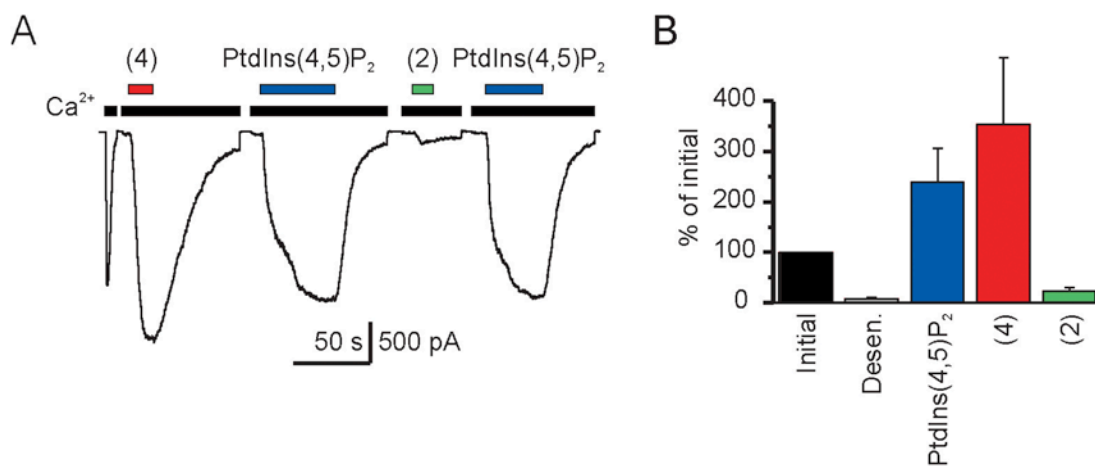 A
(4) PtdIns(4,5)P₂ (2) PtdIns(4,5)P₂
Ca²⁺
50 s 500 pA
B
% of initial
400
300
200
100
0
Initial
Desen.
PtdIns(4,5)P₂
(4)
(2)